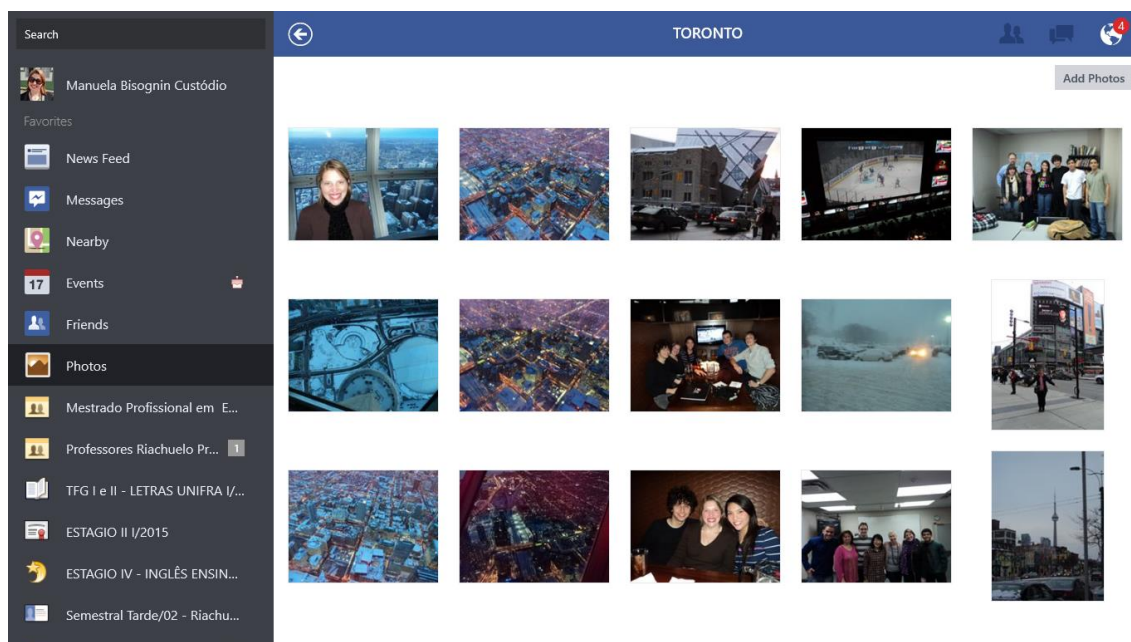 Search
Manuela Bisognin Custódio
Favorites
News Feed
Messages
Nearby
17
Events
Friends
Photos
Mestrado Profissional em E...
Professores Riachuelo Pr... 1
TFG I e II - LETRAS UNIFRA I/...
ESTAGIO II I/2015
ESTAGIO IV - INGLÊS ENSIN...
Semestral Tarde/02 - Riachu...
TORONTO
4
Add Photos